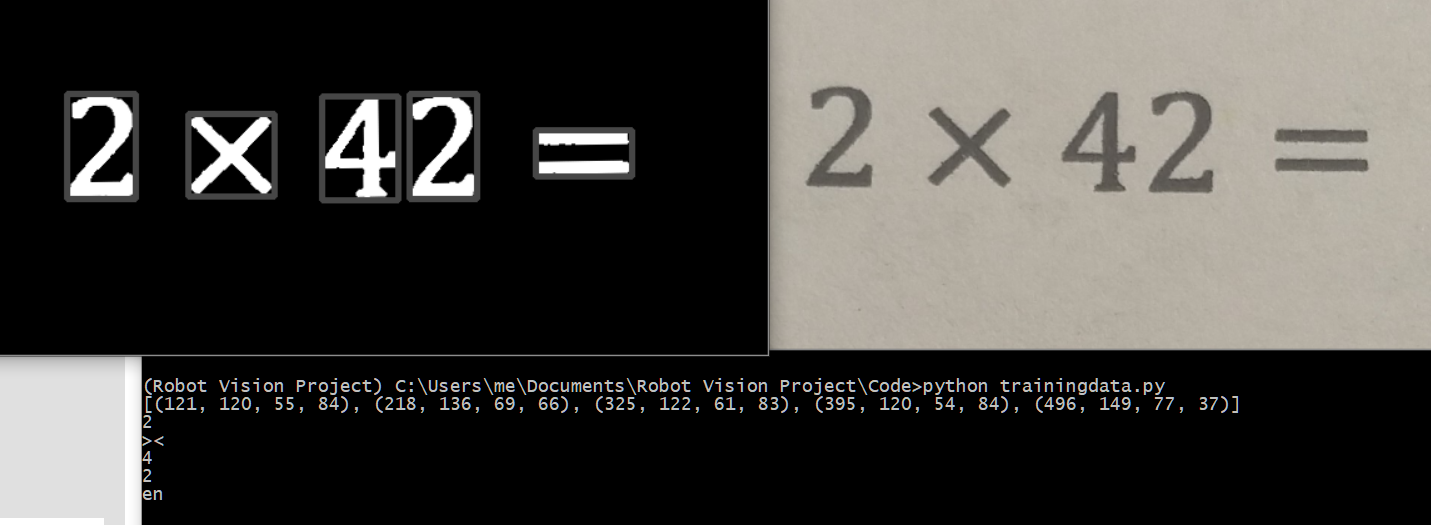 2 × 42 =
2 × 42 =
(Robot Vision Project) C:\Users\me\Documents\Robot Vision Project\Code>python trainingdata.py
[(121, 120, 55, 84), (218, 136, 69, 66), (325, 122, 61, 83), (395, 120, 54, 84), (496, 149, 77, 37)]
2
><
4
2
en